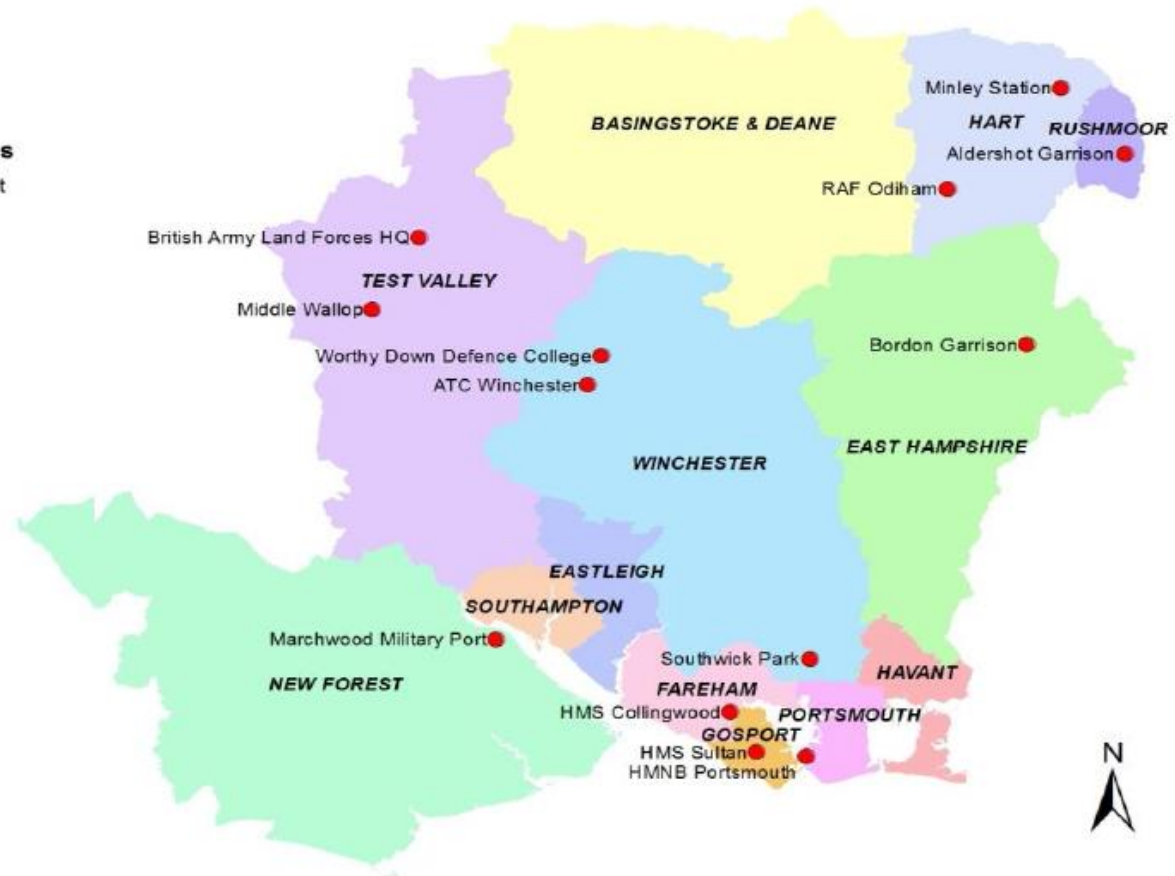 s
t
BASINGSTOKE & DEANE
Minley Station
HART
RUSHMOOR
Aldershot Garrison
RAF Odiham
British Army Land Forces HQ
TEST VALLEY
Middle Wallop
Bordon Garrison
Worthy Down Defence College
ATC Winchester
EAST HAMPSHIRE
WINCHESTER
EASTLEIGH
SOUTHAMPTON
Marchwood Military Port
Southwick Park
HAVANT
NEW FOREST
FAREHAM
HMS Collingwood
PORTSMOUTH
GOSPORT
HMS Sultan
HMNB Portsmouth
N